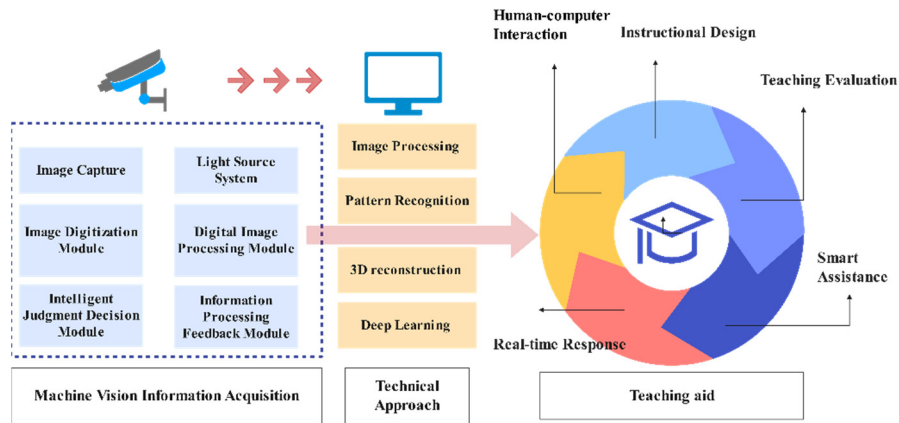 Human-computer
Interaction
Instructional Design
Teaching Evaluation
Image Capture
Light Source
System
Image Processing
Pattern Recognition
Image Digitization
Module
Digital Image
Processing Module
3D reconstruction
Smart
Assistance
Intelligent
Judgment Decision
Module
Information
Processing
Feedback Module
Deep Learning
Real-time Response
Machine Vision Information Acquisition
Technical
Approach
Teaching aid